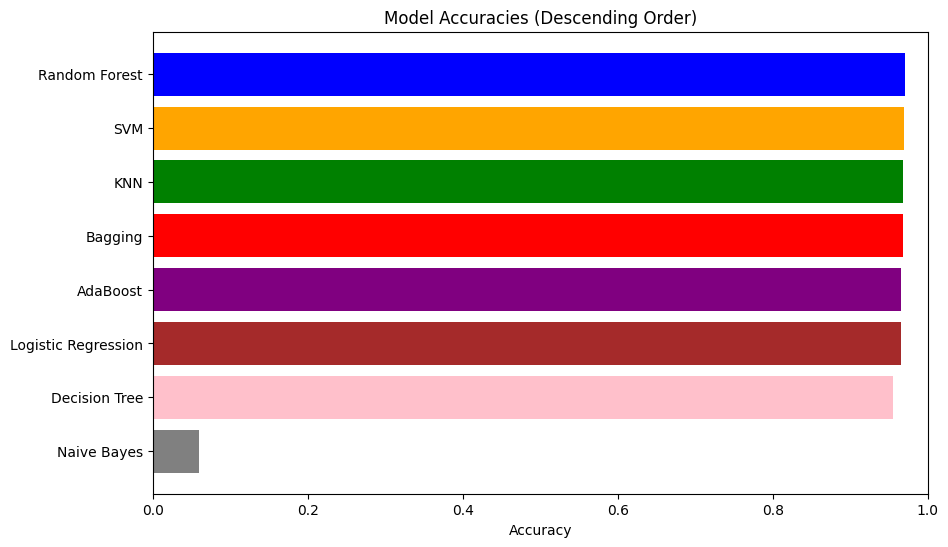 Model Accuracies (Descending Order)
Random Forest
SVM
KNN
Bagging
AdaBoost
Logistic Regression
Decision Tree
Naive Bayes
0.0 0.2 0.4 0.6 0.8 1.0
Accuracy